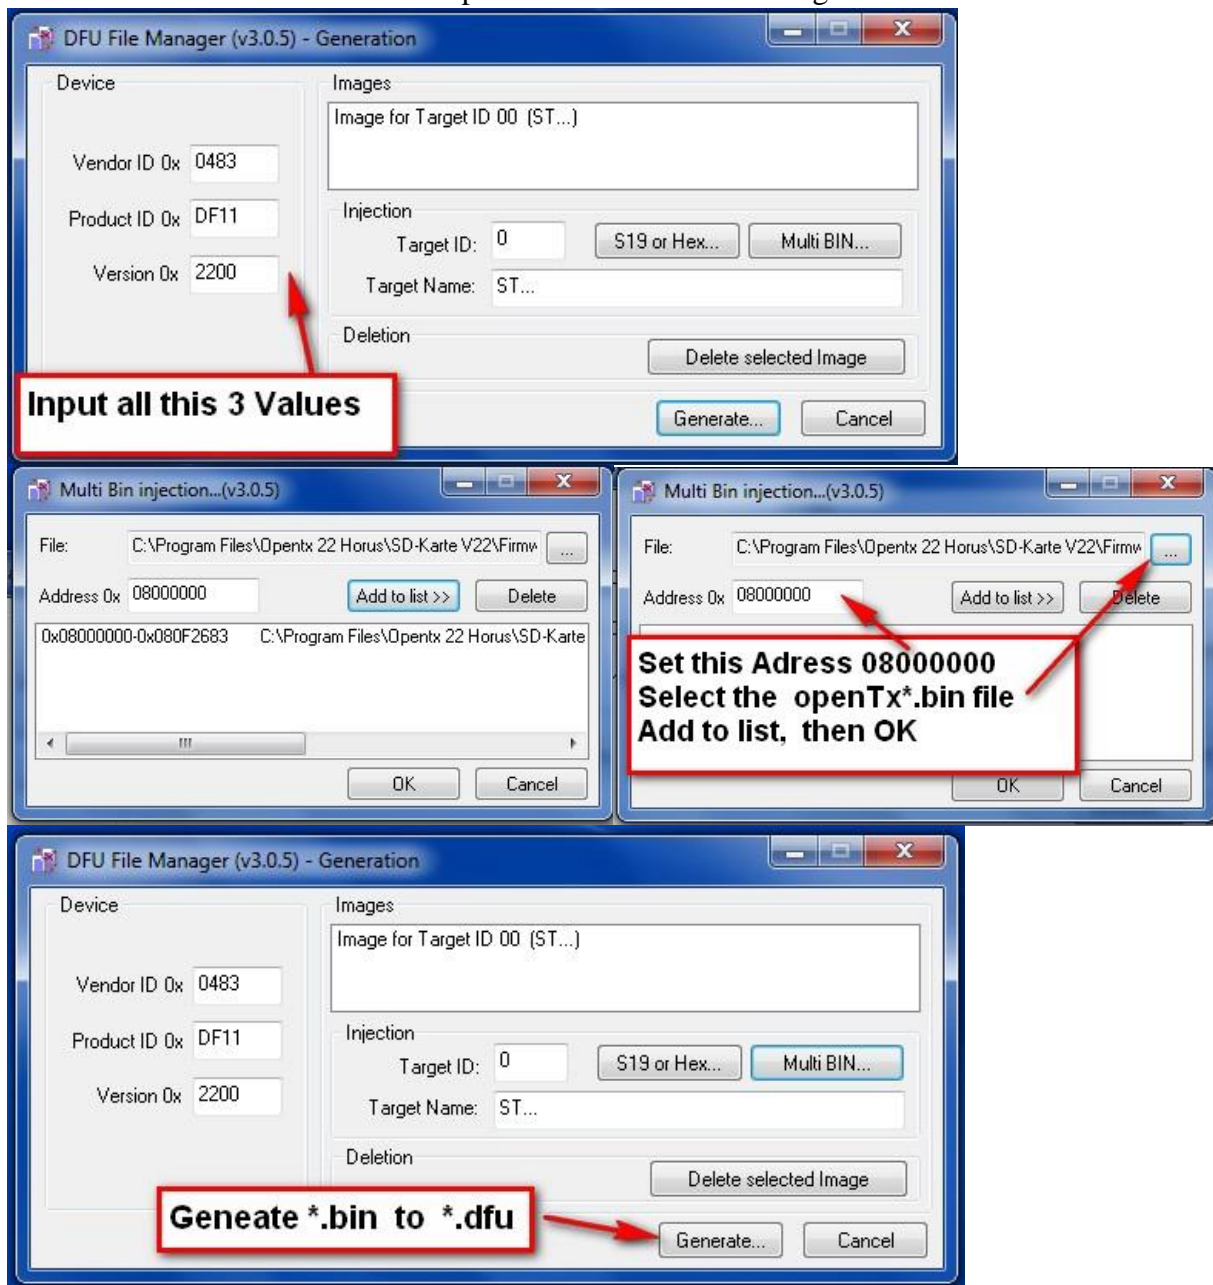 DFU File Manager (v3.0.5) - Generation
Device
Images
Image for Target ID 00 (ST...)
Vendor ID 0x 0483
Product ID 0x DF11
Injection
Target ID: 0 S19 or Hex... Multi BIN...
Version 0x 2200
Target Name: ST...
Deletion
Delete selected Image
Input all this 3 Values
Generate... Cancel
Multi Bin injection...(v3.0.5)
File: C:\Program Files\Opentx 22 Horus\SD-Karte V22\Firmw ...
Address 0x 08000000 Add to list >> Delete
0x08000000-0x080F2683 C:\Program Files\Opentx 22 Horus\SD-Karte
OK Cancel
Multi Bin injection...(v3.0.5)
File: C:\Program Files\Opentx 22 Horus\SD-Karte V22\Firmw ...
Address 0x 08000000 Add to list >> Delete
Set this Adress 08000000
Select the openTx*.bin file
Add to list, then OK
OK Cancel
DFU File Manager (v3.0.5) - Generation
Device
Images
Image for Target ID 00 (ST...)
Vendor ID 0x 0483
Product ID 0x DF11
Injection
Target ID: 0 S19 or Hex... Multi BIN...
Version 0x 2200
Target Name: ST...
Deletion
Delete selected Image
Geneate *.bin to *.dfu
Generate... Cancel